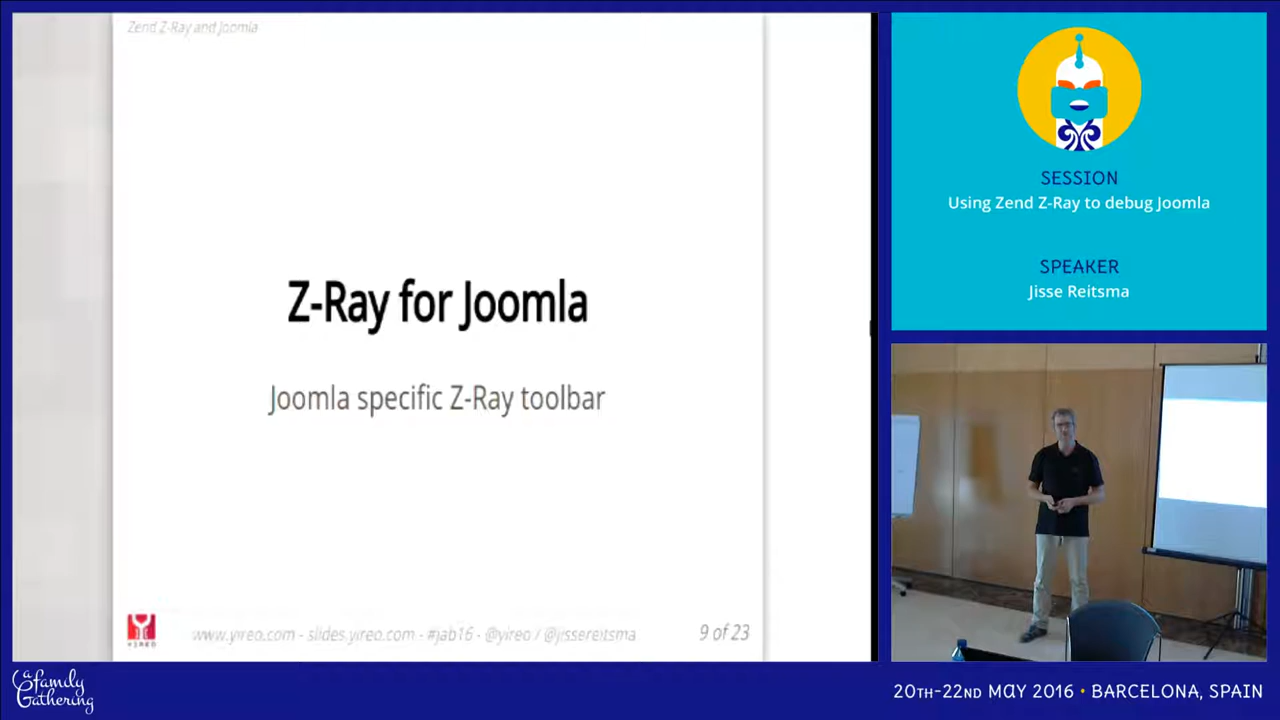 Zend Z-Ray and Joomla
Z-Ray for Joomla
Joomla specific Z-Ray toolbar
YIREO
www.yireo.com - slides.yireo.com - #jab16 - @yireo / @jissereitsma
9 of 23
SESSION
Using Zend Z-Ray to debug Joomla
SPEAKER
Jisse Reitsma
a family
Gathering
20TH-22ND MAY 2016 • BARCELONA, SPAIN